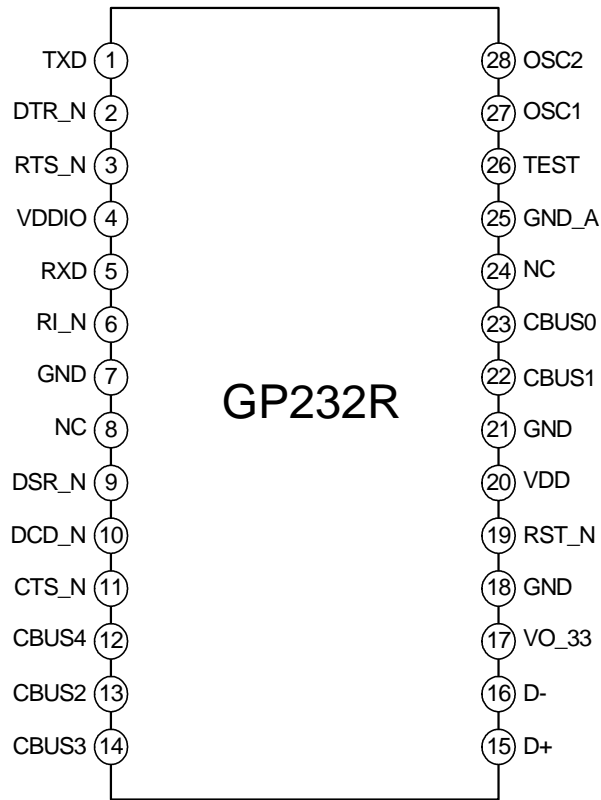 TXD 1 28 OSC2
DTR_N 2 27 OSC1
RTS_N 3 26 TEST
VDDIO 4 25 GND_A
RXD 5 24 NC
RI_N 6 23 CBUS0
GND 7 22 CBUS1
GP232R
NC 8 21 GND
DSR_N 9 20 VDD
DCD_N 10 19 RST_N
CTS_N 11 18 GND
CBUS4 12 17 VO_33
CBUS2 13 16 D-
CBUS3 14 15 D+